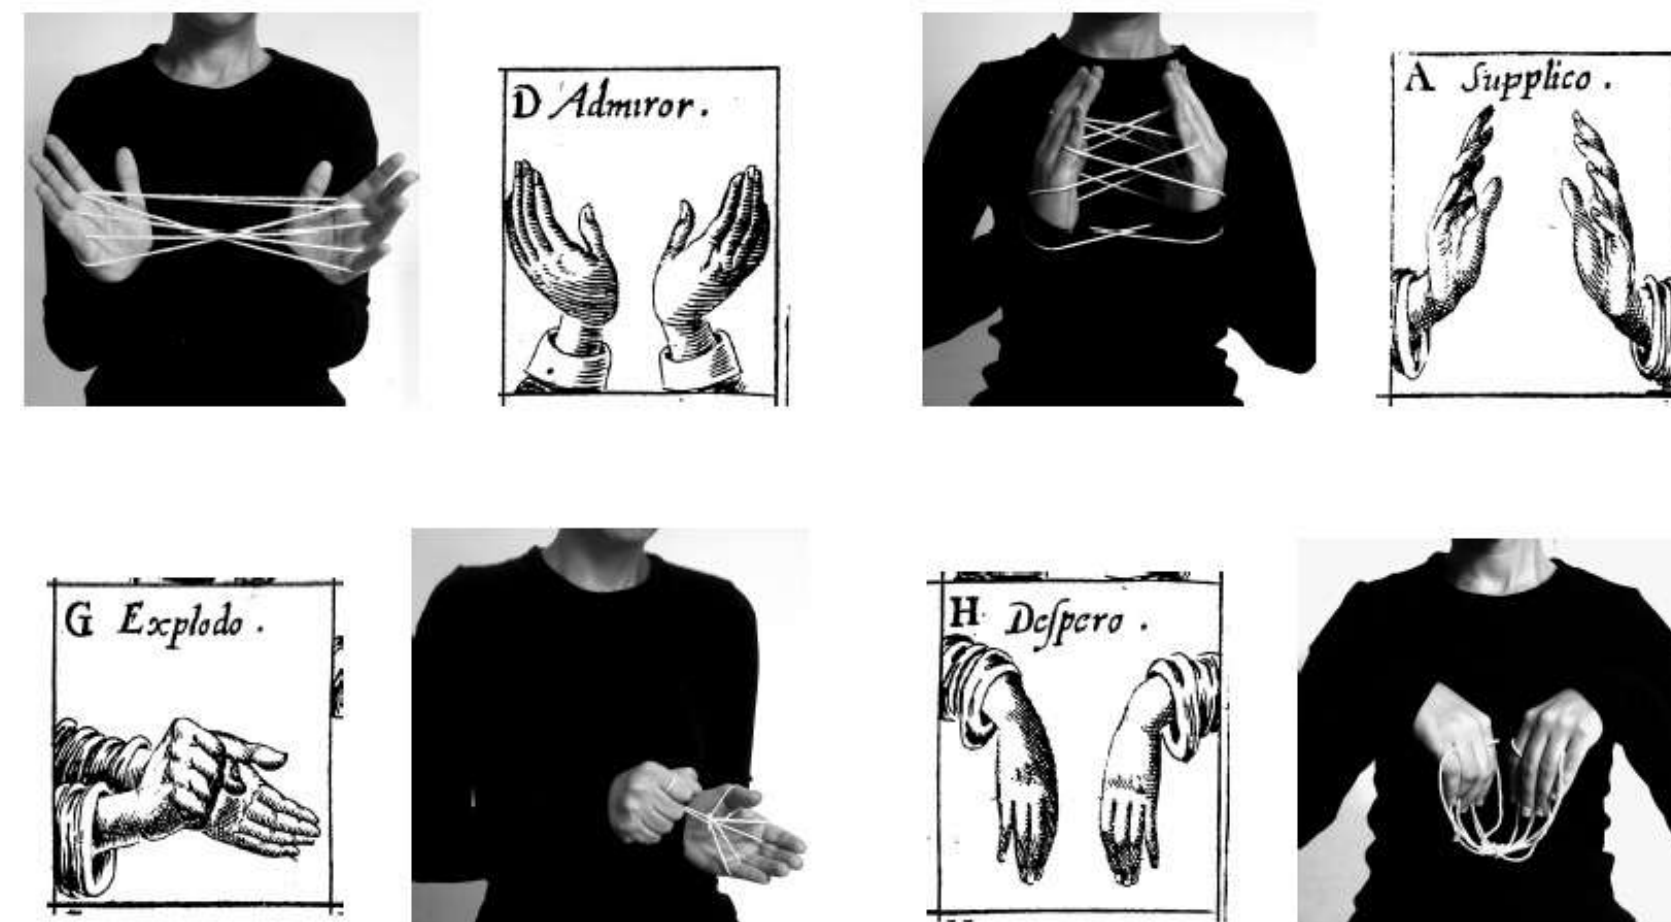 D Admiror.
A Supplico.
G Explodo.
H Deſpero.